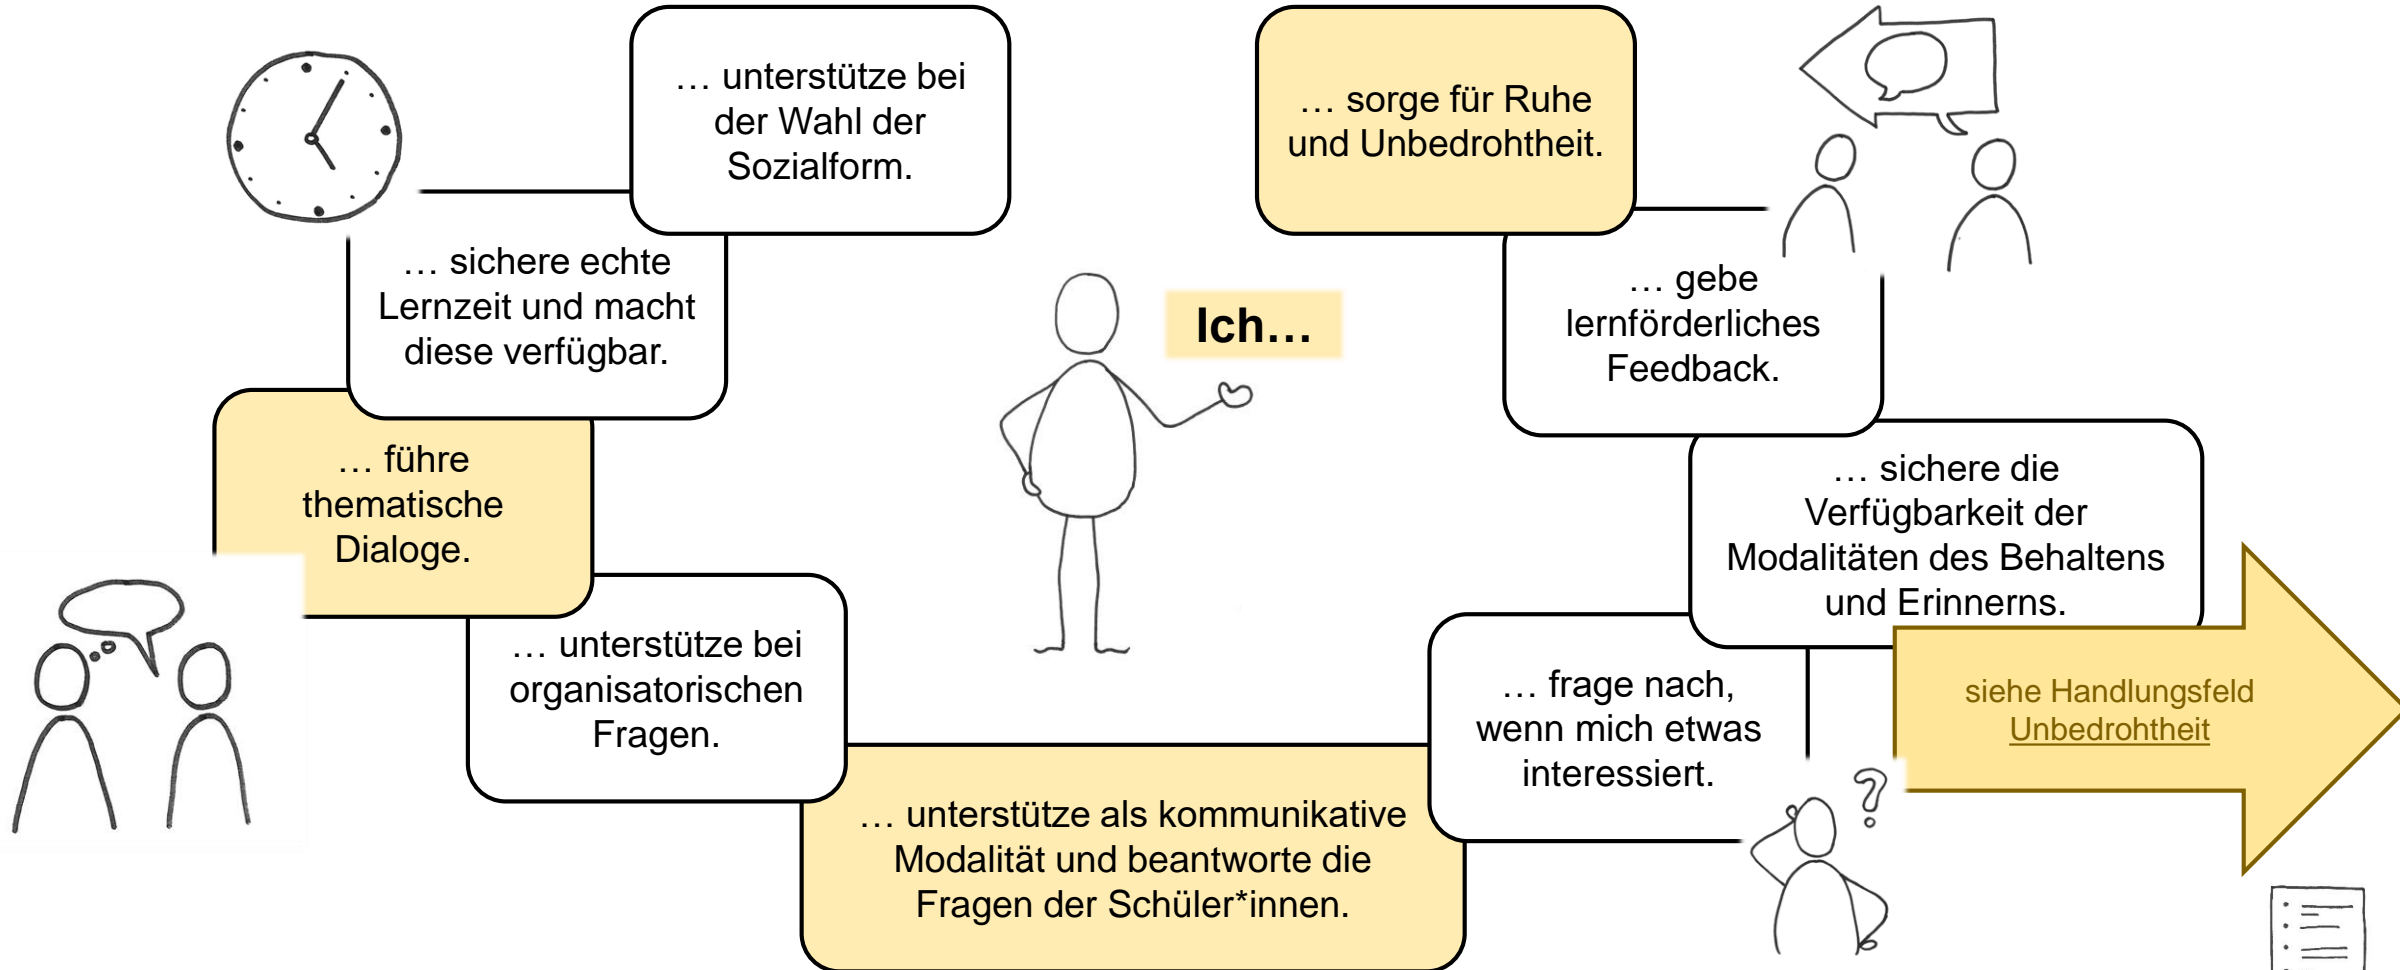 … unterstütze bei
der Wahl der
Sozialform.
… sichere echte
Lernzeit und macht
diese verfügbar.
… führe
thematische
Dialoge.
… unterstütze bei
organisatorischen
Fragen.
… unterstütze als kommunikative
Modalität und beantworte die
Fragen der Schüler*innen.
Ich…
… sorge für Ruhe
und Unbedrohtheit.
… gebe
lernförderliches
Feedback.
… sichere die
Verfügbarkeit der
Modalitäten des Behaltens
und Erinnerns.
… frage nach,
wenn mich etwas
interessiert.
?
siehe Handlungsfeld
Unbedrohtheit